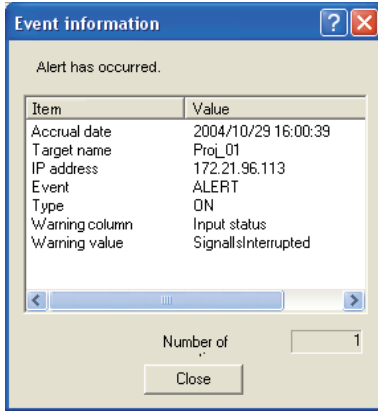 Event information
Alert has occurred.
Item Value
Accrual date 2004/10/29 16:00:39
Target name Proj_01
IP address 172.21.96.113
Event ALERT
Type ON
Warning column Input status
Warning value SignalIsInterrupted
Number of 1
Close